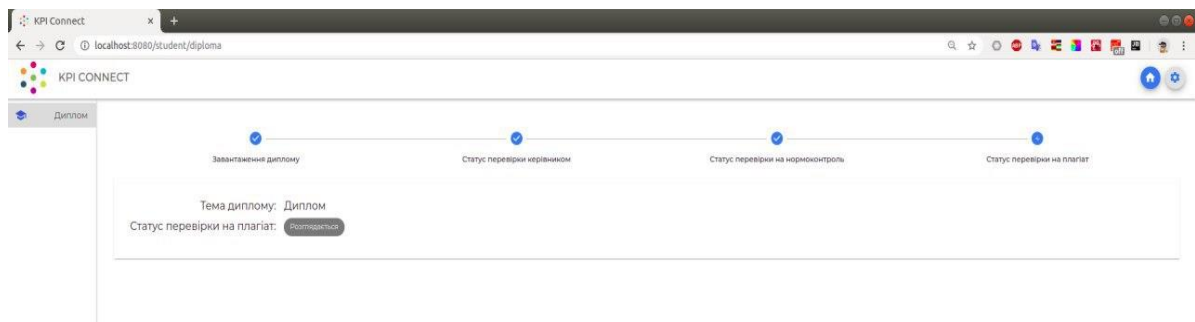 KPI Connect
localhost:8080/student/diploma
KPI CONNECT
Диплом
Завантаження диплому
Статус перевірки керівником
Статус перевірки на нормоконтроль
Статус перевірки на плагіат
Тема диплому: Диплом
Статус перевірки на плагіат: Розглядається